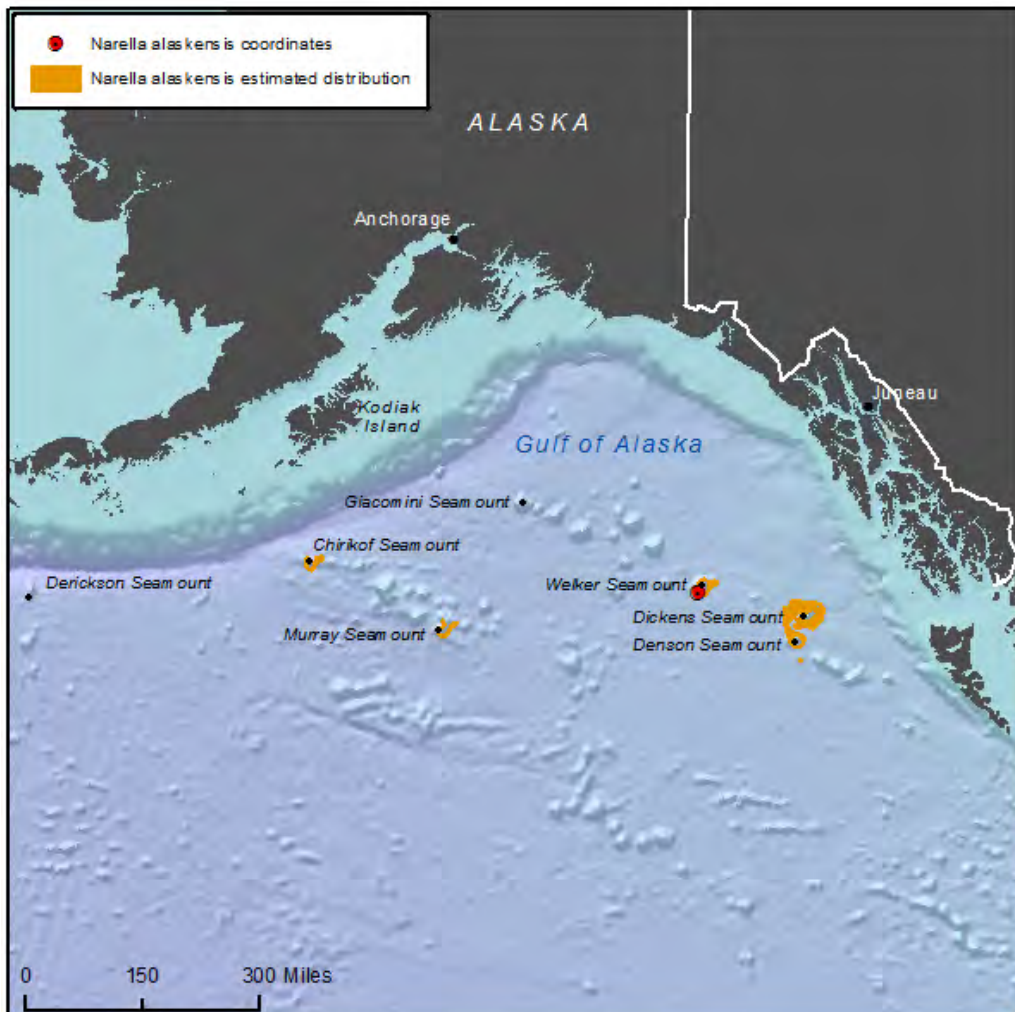 Narella alaskensis coordinates
Narella alaskensis estimated distribution
ALASKA
Anchorage
Juneau
Kodiak
Island
Gulf of Alaska
Giacomini Seamount
Chirikof Seamount
Derickson Seamount
Welker Seamount
Dickens Seamount
Murray Seamount
Denson Seamount
0 150 300 Miles